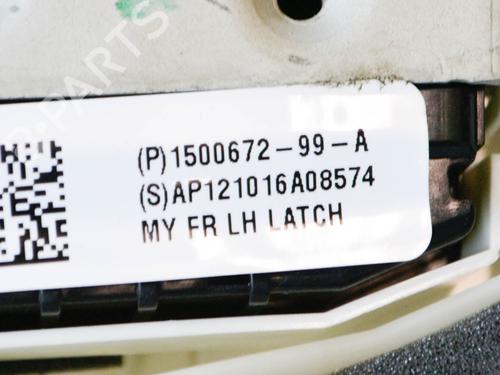 (P)1500672-99-A
(S)AP121016A08574
MY FR LH LATCH